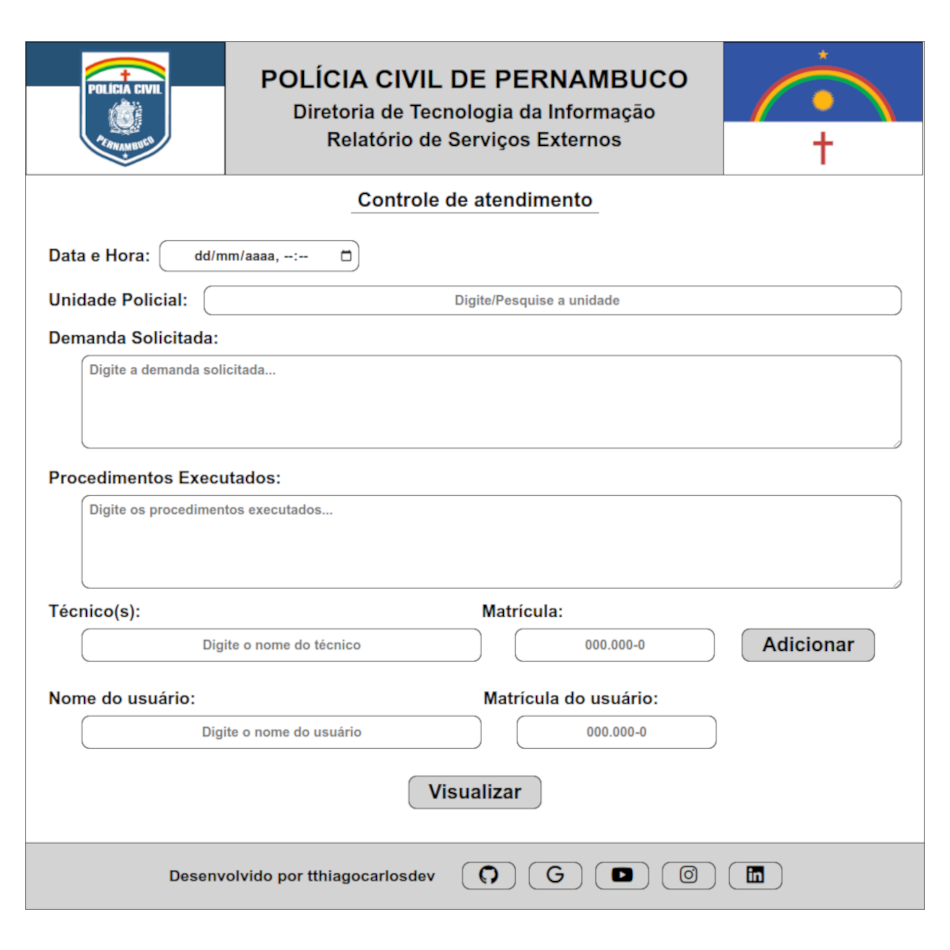 POLÍCIA CIVIL
PERNAMBUCO
POLÍCIA CIVIL DE PERNAMBUCO
Diretoria de Tecnologia da Informação
Relatório de Serviços Externos
Controle de atendimento
Data e Hora: dd/mm/aaaa, --:--
Unidade Policial: Digite/Pesquise a unidade
Demanda Solicitada:
Digite a demanda solicitada...
Procedimentos Executados:
Digite os procedimentos executados...
Técnico(s): Matrícula:
Digite o nome do técnico 000.000-0 Adicionar
Nome do usuário: Matrícula do usuário:
Digite o nome do usuário 000.000-0
Visualizar
Desenvolvido por tthiagocarlosdev